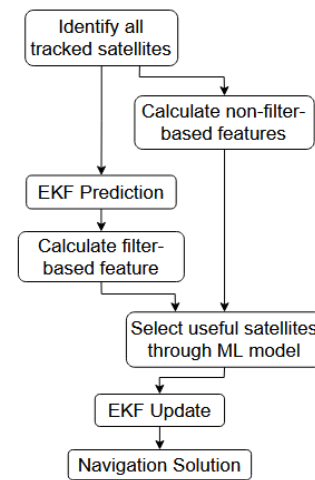 Identify all
tracked satellites
Calculate non-filter-
based features
EKF Prediction
Calculate filter-
based feature
Select useful satellites
through ML model
EKF Update
Navigation Solution